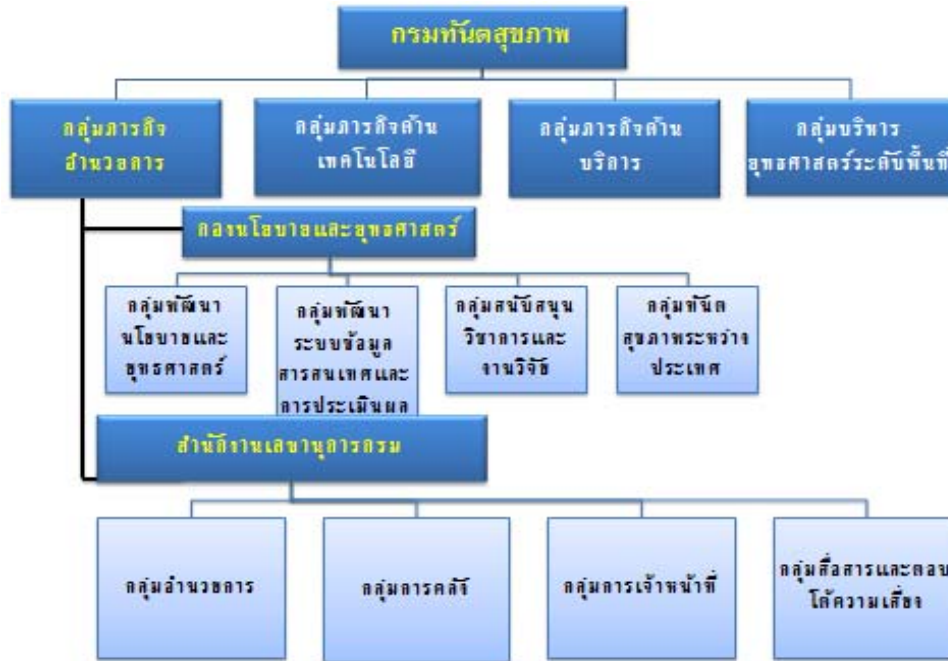 กรมทันตสุขภาพ
กลุ่มภารกิจ
อำนวยการ
กลุ่มภารกิจด้าน
เทคโนโลยี
กลุ่มภารกิจด้าน
บริการ
กลุ่มบริหาร
ยุทธศาสตร์ระดับพื้นที่
กองนโยบายและยุทธศาสตร์
กลุ่มพัฒนา
นโยบายและ
ยุทธศาสตร์
กลุ่มพัฒนา
ระบบข้อมูล
สารสนเทศและ
การประเมินผล
กลุ่มสนับสนุน
วิชาการและ
งานวิจัย
กลุ่มทันต
สุขภาพระหว่าง
ประเทศ
สำนักงานเลขานุการกรม
กลุ่มอำนวยการ
กลุ่มการคลัง
กลุ่มการเจ้าหน้าที่
กลุ่มสื่อสารและตอบ
โต้ความเสี่ยง